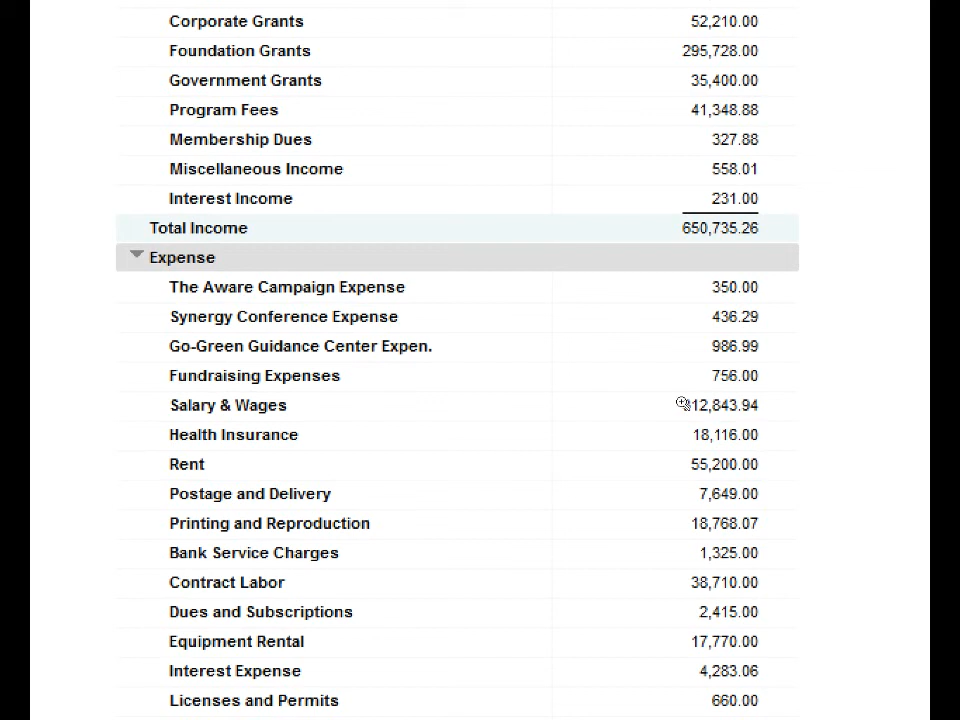 Corporate Grants 52,210.00
Foundation Grants 295,728.00
Government Grants 35,400.00
Program Fees 41,348.88
Membership Dues 327.88
Miscellaneous Income 558.01
Interest Income 231.00
Total Income 650,735.26
Expense
The Aware Campaign Expense 350.00
Synergy Conference Expense 436.29
Go-Green Guidance Center Expen. 986.99
Fundraising Expenses 756.00
Salary & Wages
Health Insurance 18,116.00
Rent 55,200.00
Postage and Delivery 7,649.00
Printing and Reproduction 18,768.07
Bank Service Charges 1,325.00
Contract Labor 38,710.00
Dues and Subscriptions 2,415.00
Equipment Rental 17,770.00
Interest Expense 4,283.06
Licenses and Permits 660.00